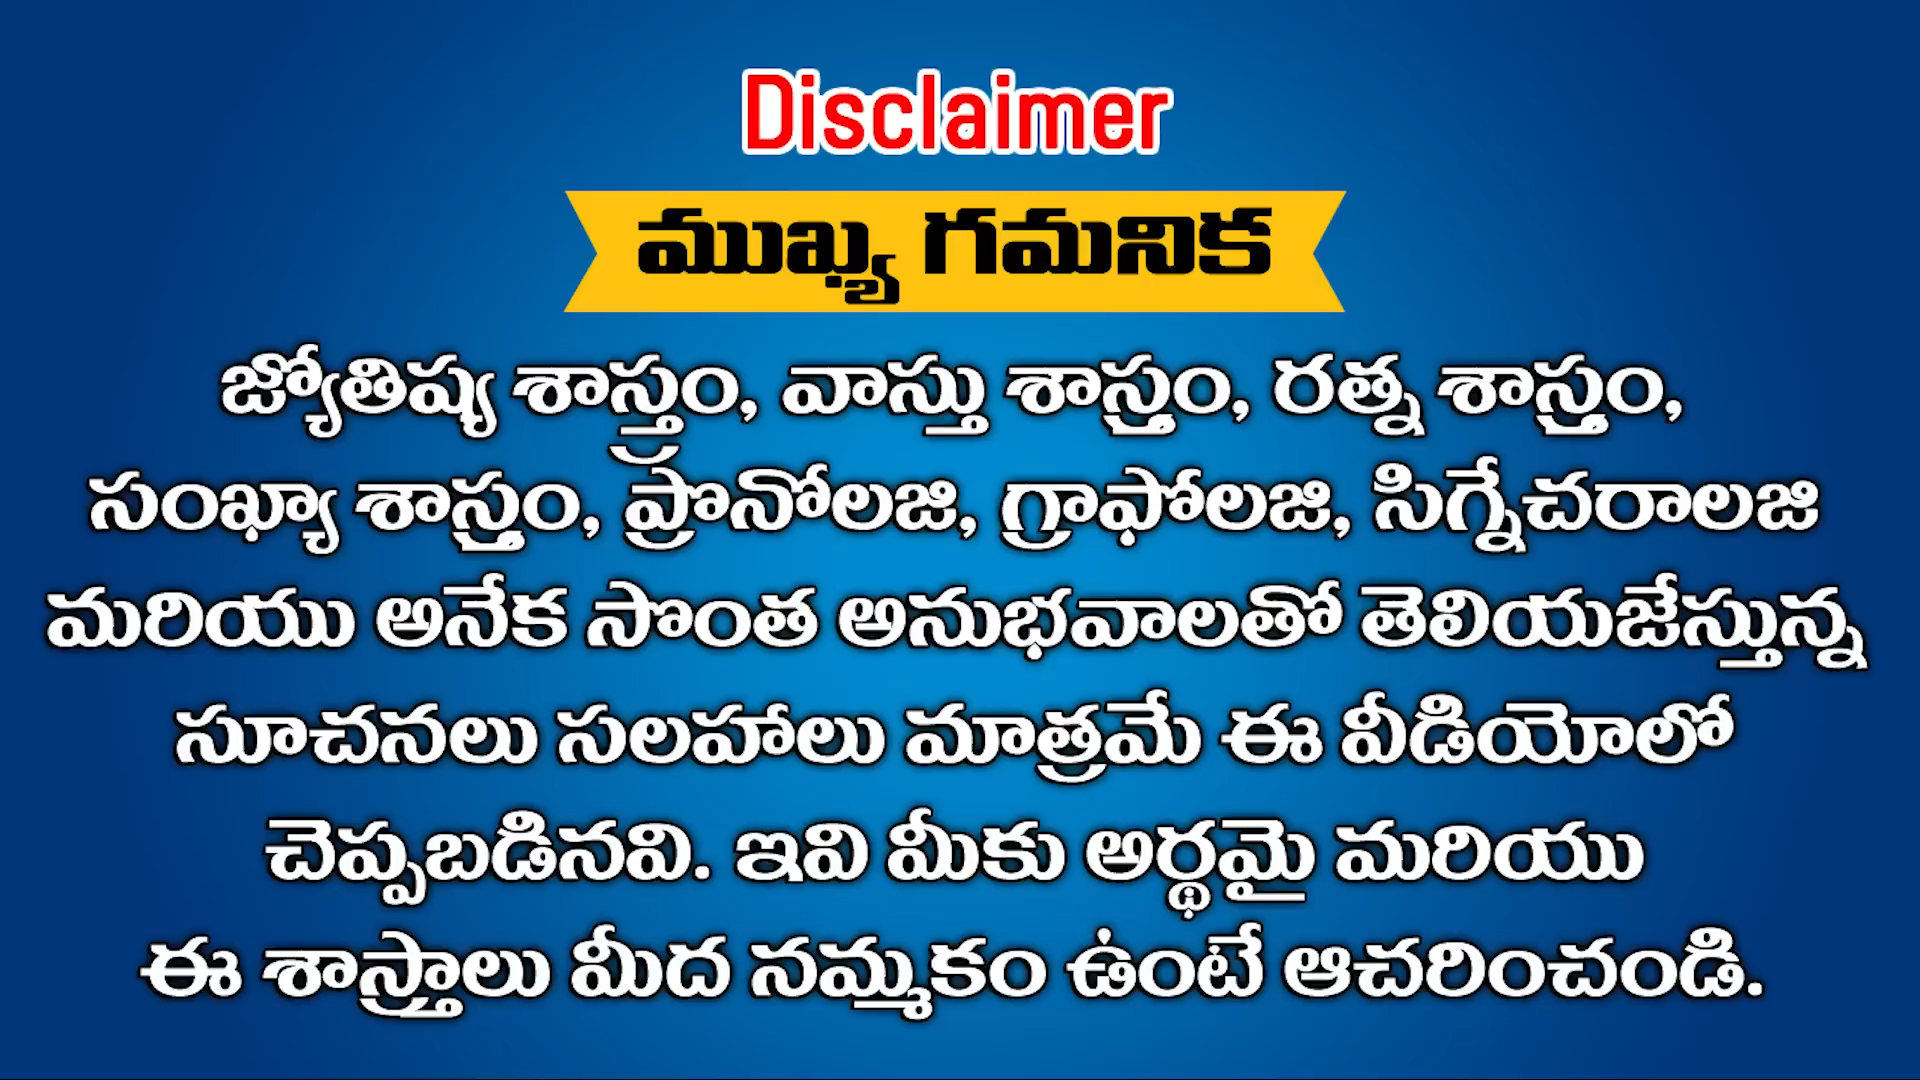 Disclaimer
ముఖ్య గమనిక
జ్యోతిష్య శాస్త్రం, వాస్తు శాస్త్రం, రత్న శాస్త్రం,
సంఖ్యా శాస్త్రం, ప్రొనోలజి, గ్రాఫోలజి, సిగ్నేచరాలజి
మరియు అనేక సొంత అనుభవాలతో తెలియజేస్తున్న
సూచనలు సలహాలు మాత్రమే ఈ వీడియోలో
చెప్పబడినవి. ఇవి మీకు అర్థమై మరియు
ఈ శాస్త్రాలు మీద నమ్మకం ఉంటే ఆచరించండి.